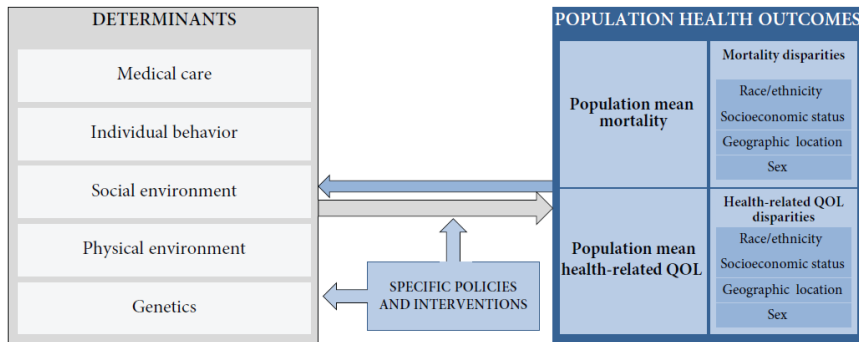 DETERMINANTS
Medical care
Individual behavior
Social environment
Physical environment
Genetics
SPECIFIC POLICIES
AND INTERVENTIONS
POPULATION HEALTH OUTCOMES
Population mean
mortality
Mortality disparities
Race/ethnicity
Socioeconomic status
Geographic location
Sex
Population mean
health-related QOL
Health-related QOL
disparities
Race/ethnicity
Socioeconomic status
Geographic location
Sex